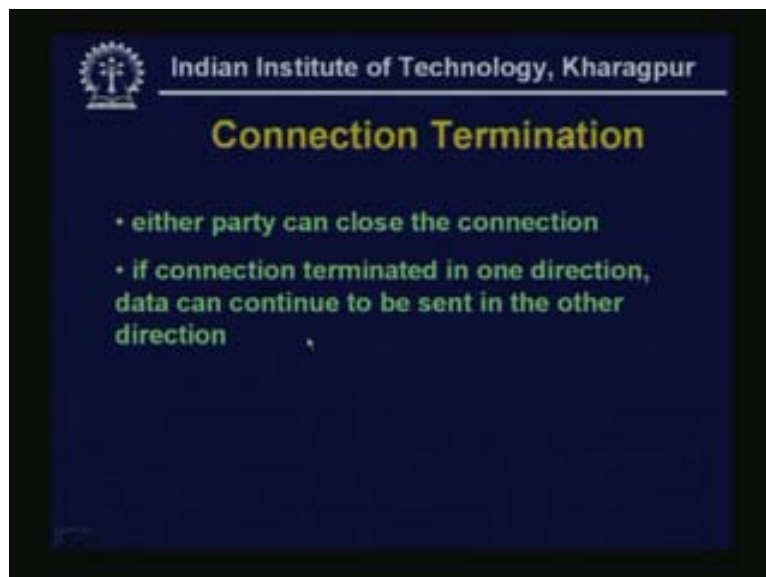 Indian Institute of Technology, Kharagpur
Connection Termination
• either party can close the connection
• if connection terminated in one direction,
data can continue to be sent in the other
direction